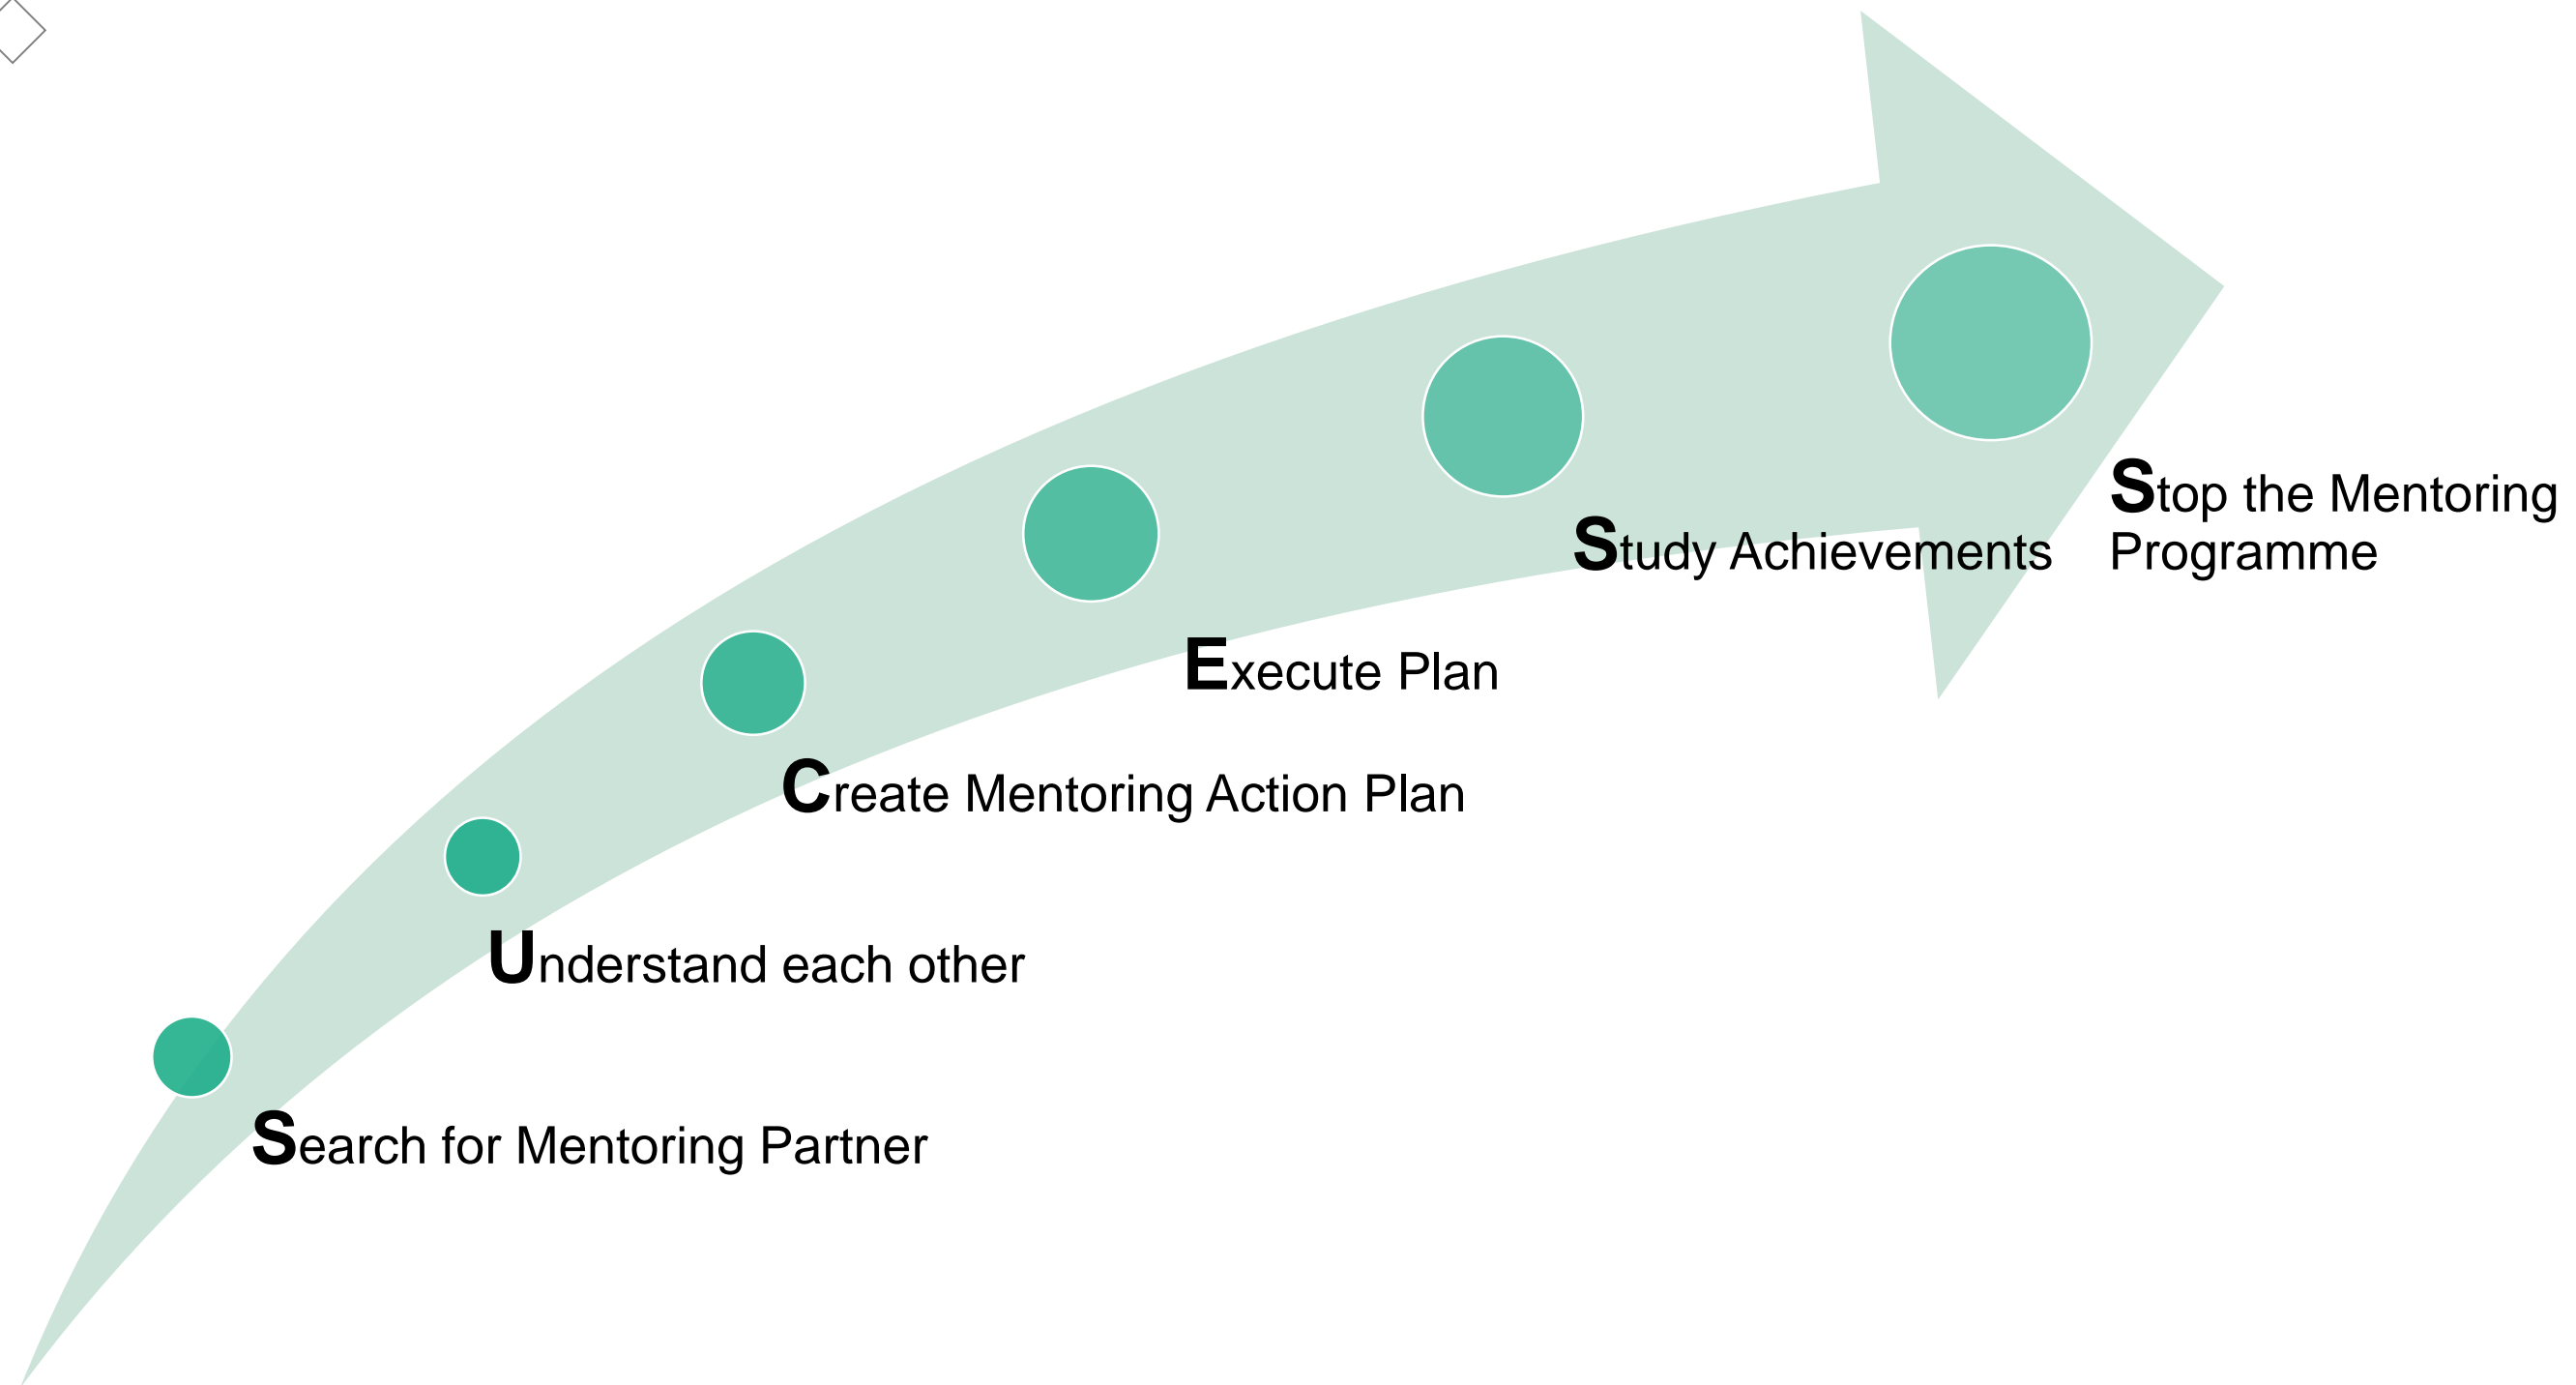 Search for Mentoring Partner
Understand each other
Create Mentoring Action Plan
Execute Plan
Study Achievements
Stop the Mentoring
Programme